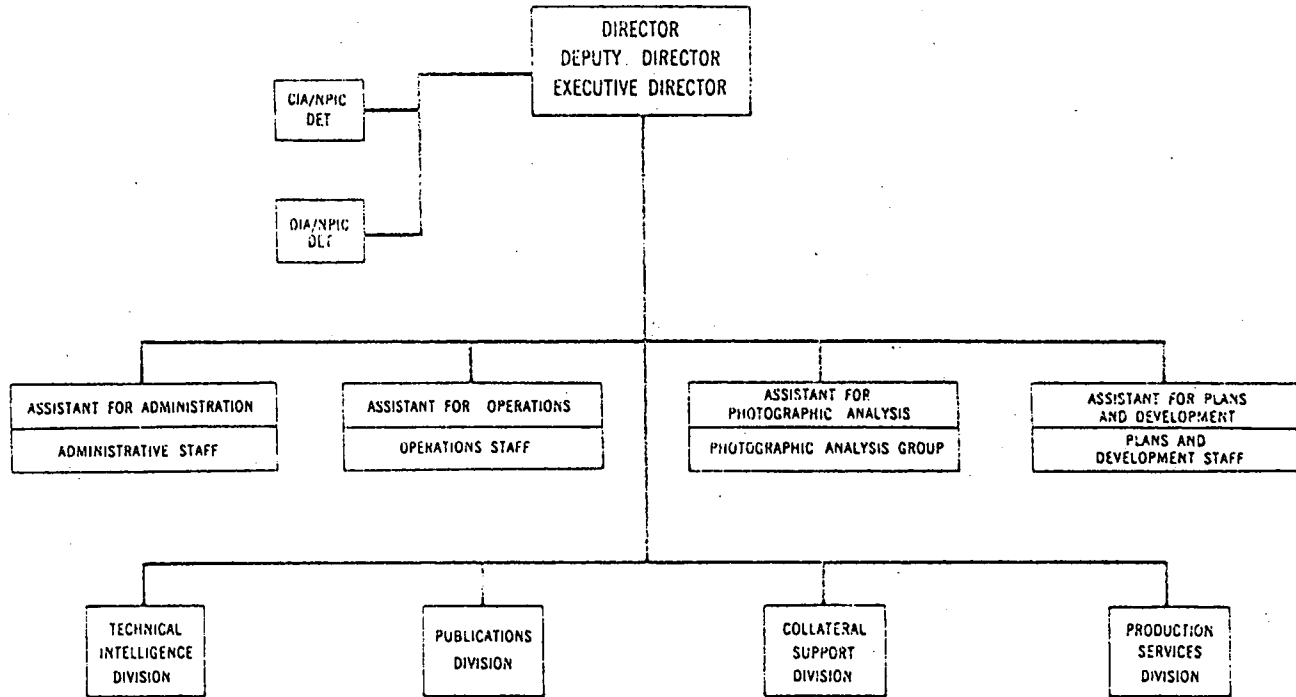 DIRECTOR
DEPUTY DIRECTOR
EXECUTIVE DIRECTOR
CIA/NPIC
DET
DIA/NPIC
DET
ASSISTANT FOR ADMINISTRATION
ADMINISTRATIVE STAFF
ASSISTANT FOR OPERATIONS
OPERATIONS STAFF
ASSISTANT FOR
PHOTOGRAPHIC ANALYSIS
PHOTOGRAPHIC ANALYSIS GROUP
ASSISTANT FOR PLANS
AND DEVELOPMENT
PLANS AND
DEVELOPMENT STAFF
TECHNICAL
INTELLIGENCE
DIVISION
PUBLICATIONS
DIVISION
COLLATERAL
SUPPORT
DIVISION
PRODUCTION
SERVICES
DIVISION